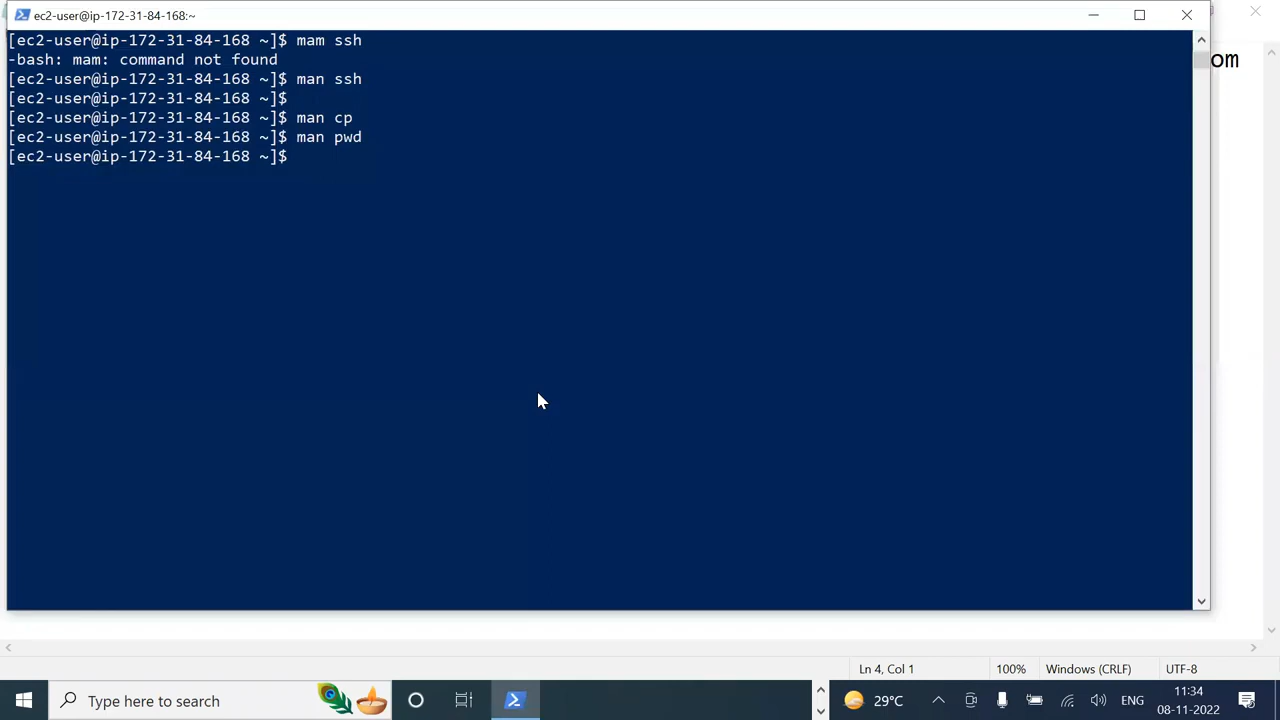 ec2-user@ip-172-31-84-168:~
[ec2-user@ip-172-31-84-168 ~]$ mam ssh
-bash: mam: command not found
[ec2-user@ip-172-31-84-168 ~]$ man ssh
[ec2-user@ip-172-31-84-168 ~]$
[ec2-user@ip-172-31-84-168 ~]$ man cp
[ec2-user@ip-172-31-84-168 ~]$ man pwd
[ec2-user@ip-172-31-84-168 ~]$
om
Ln 4, Col 1 100% Windows (CRLF) UTF-8
Type here to search
29°C
ENG
11:34
08-11-2022